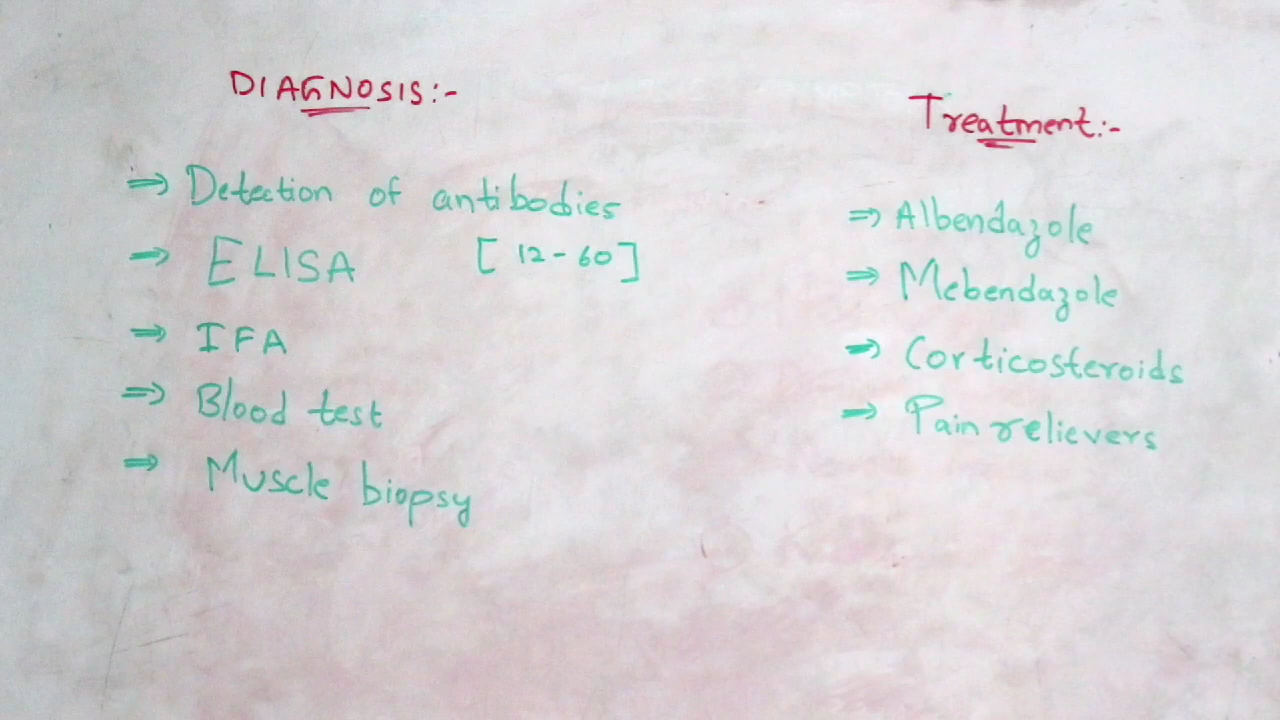 DIAGNOSIS:-
⇒ Detection of antibodies
⇒ ELISA [12-60]
⇒ IFA
⇒ Blood test
⇒ Muscle biopsy
Treatment:-
⇒ Albendazole
⇒ Mebendazole
⇒ Corticosteroids
⇒ Pain relievers